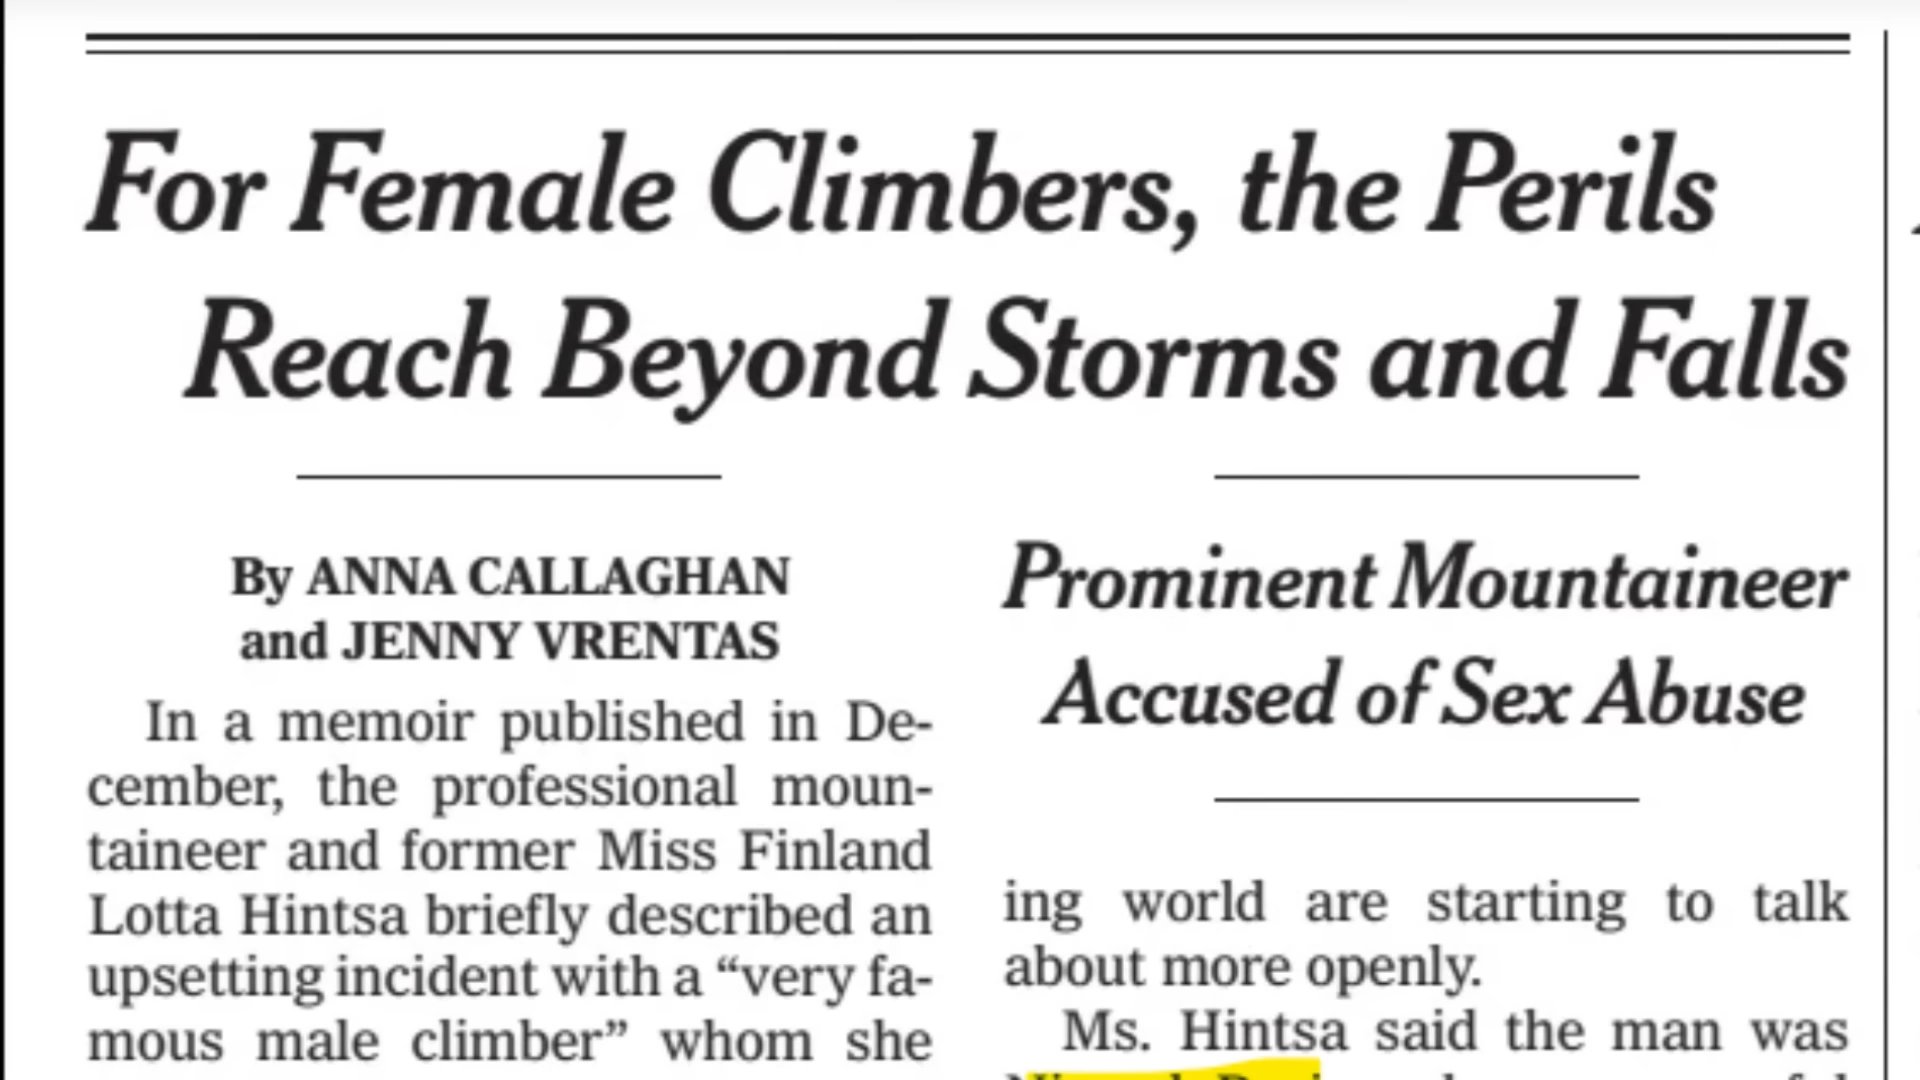 For Female Climbers, the Perils
Reach Beyond Storms and Falls
By ANNA CALLAGHAN
and JENNY VRENTAS
In a memoir published in De-
cember, the professional moun-
taineer and former Miss Finland
Lotta Hintsa briefly described an
upsetting incident with a “very fa-
mous male climber” whom she
Prominent Mountaineer
Accused of Sex Abuse
ing world are starting to talk
about more openly.
Ms. Hintsa said the man was